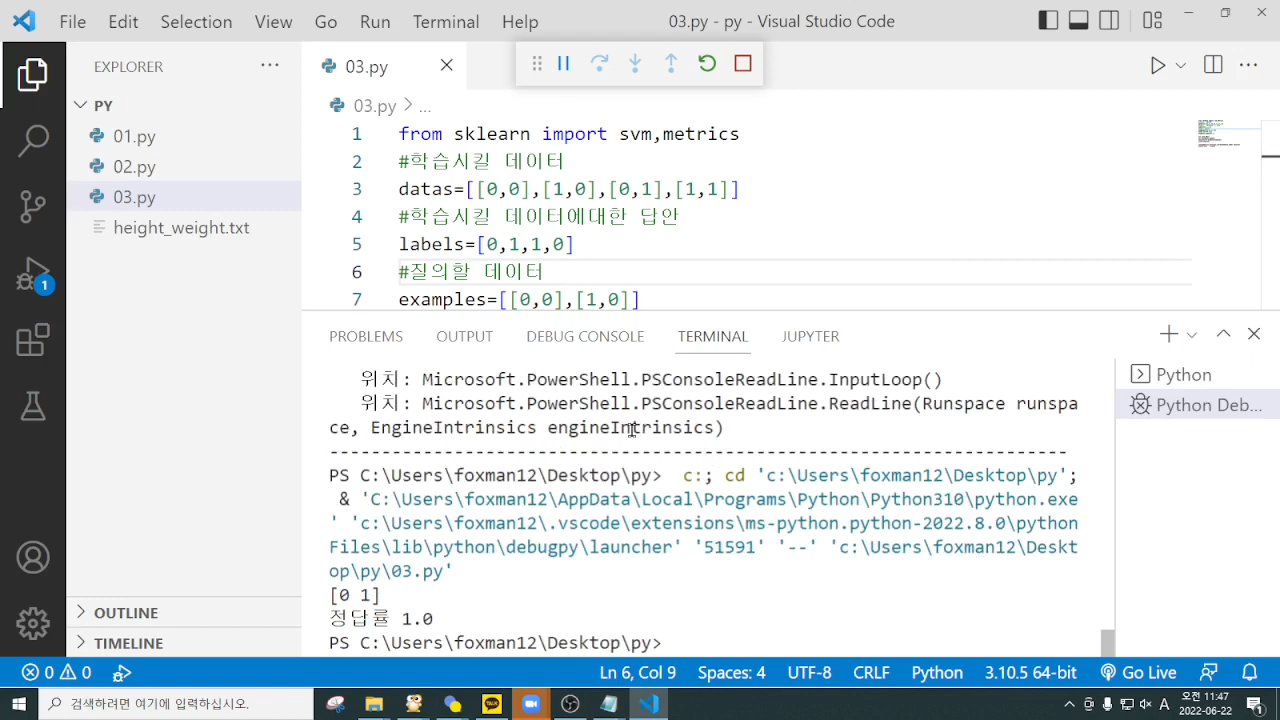 File Edit Selection View Go Run Terminal Help 03.py - py - Visual Studio Code
EXPLORER ...
PY
01.py
02.py
03.py
height_weight.txt
OUTLINE
TIMELINE
1
03.py
03.py > ...
1 from sklearn import svm,metrics
2 #학습시킬 데이터
3 datas=[[0,0],[1,0],[0,1],[1,1]]
4 #학습시킬 데이터에대한 답안
5 labels=[0,1,1,0]
6 #질의할 데이터
7 examples=[[0,0],[1,0]]
PROBLEMS OUTPUT DEBUG CONSOLE TERMINAL JUPYTER
위치: Microsoft.PowerShell.PSConsoleReadLine.InputLoop()
위치: Microsoft.PowerShell.PSConsoleReadLine.ReadLine(Runspace runspa
ce, EngineIntrinsics engineIntrinsics)
-----------------------------------------------------------------------
PS C:\Users\foxman12\Desktop\py>  c:; cd 'c:\Users\foxman12\Desktop\py';
& 'C:\Users\foxman12\AppData\Local\Programs\Python\Python310\python.exe
' 'c:\Users\foxman12\.vscode\extensions\ms-python.python-2022.8.0\python
Files\lib\python\debugpy\launcher' '51591' '--' 'c:\Users\foxman12\Deskt
op\py\03.py'
[0 1]
정답률 1.0
PS C:\Users\foxman12\Desktop\py>
Python
Python Deb...
0 0 Ln 6, Col 9 Spaces: 4 UTF-8 CRLF Python 3.10.5 64-bit Go Live
검색하려면 여기에 입력하십시오.
TALK
A 오전 11:47
2022-06-22
1